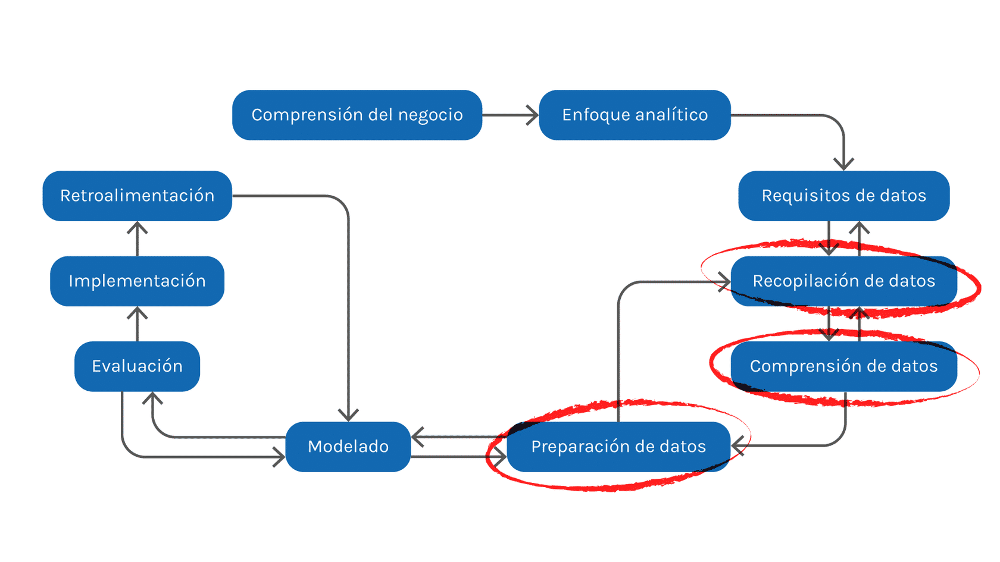 Comprensión del negocio
Enfoque analítico
Retroalimentación
Requisitos de datos
Implementación
Recopilación de datos
Evaluación
Comprensión de datos
Modelado
Preparación de datos